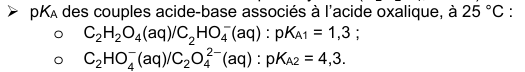 ➢ pKA des couples acide-base associés à l'acide oxalique, à 25 °C :
o C₂H₂O₄(aq)/C₂HO₄⁻(aq) : pKA1 = 1,3 ;
o C₂HO₄⁻(aq)/C₂O₄²⁻(aq) : pKA2 = 4,3.